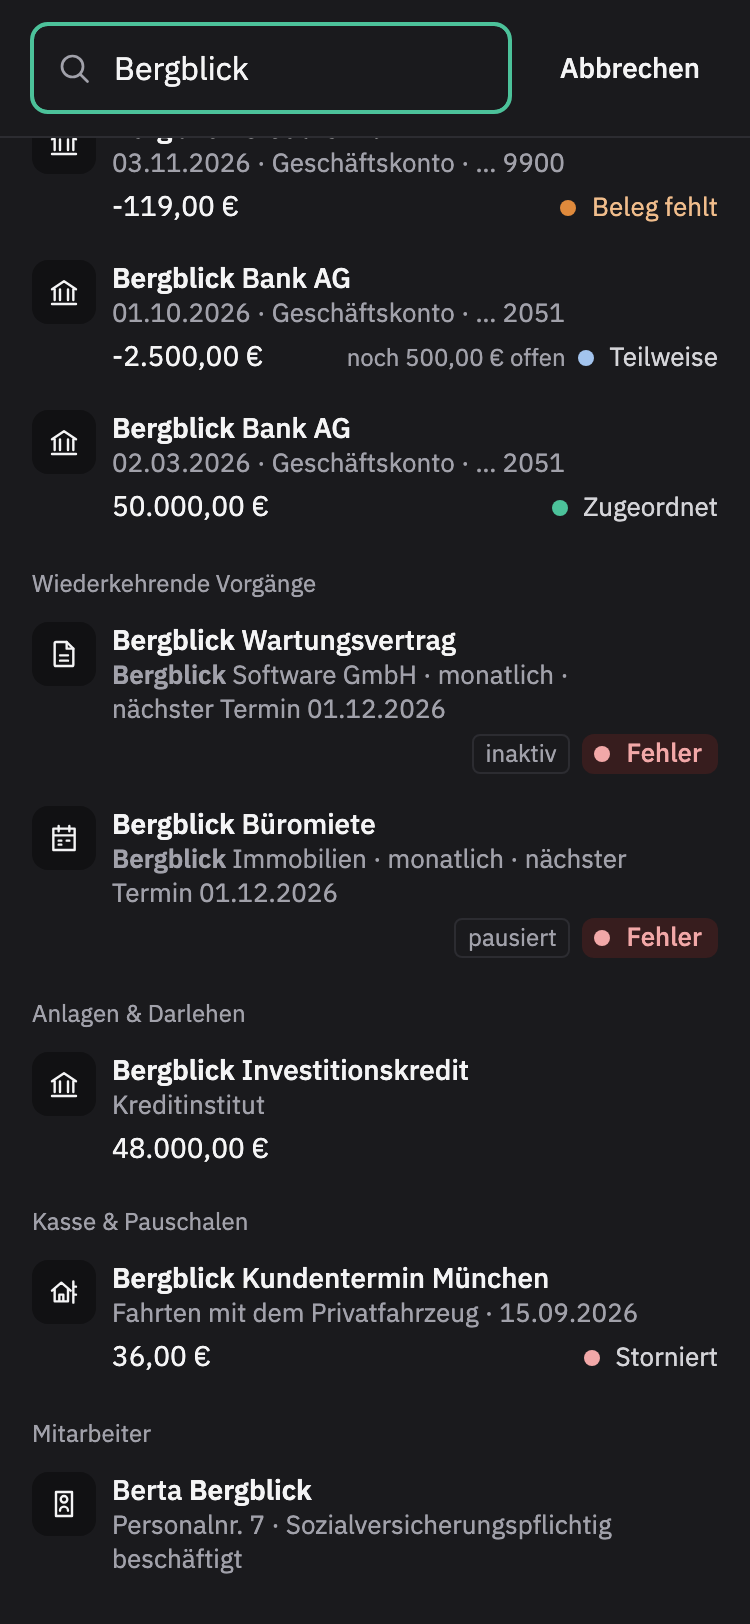 Bergblick
Abbrechen
03.11.2026 · Geschäftskonto · ... 9900
-119,00 €
Beleg fehlt
Bergblick Bank AG
01.10.2026 · Geschäftskonto · ... 2051
-2.500,00 €
noch 500,00 € offen
Teilweise
Bergblick Bank AG
02.03.2026 · Geschäftskonto · ... 2051
50.000,00 €
Zugeordnet
Wiederkehrende Vorgänge
Bergblick Wartungsvertrag
Bergblick Software GmbH · monatlich ·
nächster Termin 01.12.2026
inaktiv
Fehler
Bergblick Büromiete
Bergblick Immobilien · monatlich · nächster
Termin 01.12.2026
pausiert
Fehler
Anlagen & Darlehen
Bergblick Investitionskredit
Kreditinstitut
48.000,00 €
Kasse & Pauschalen
Bergblick Kundentermin München
Fahrten mit dem Privatfahrzeug · 15.09.2026
36,00 €
Storniert
Mitarbeiter
Berta Bergblick
Personalnr. 7 · Sozialversicherungspflichtig
beschäftigt